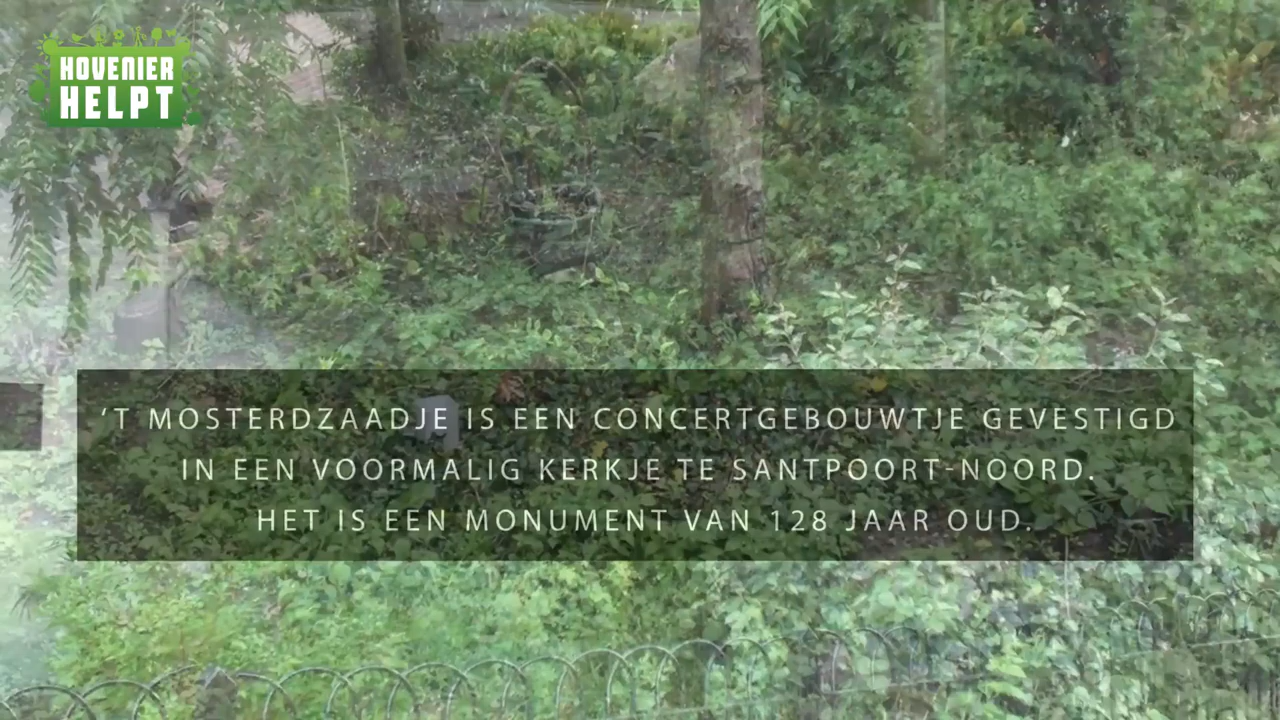 HOVENIER
HELPT
'T MOSTERDZAADJE IS EEN CONCERTGEBOUWTJE GEVESTIGD
IN EEN VOORMALIG KERKJE TE SANTPOORT-NOORD.
HET IS EEN MONUMENT VAN 128 JAAR OUD.